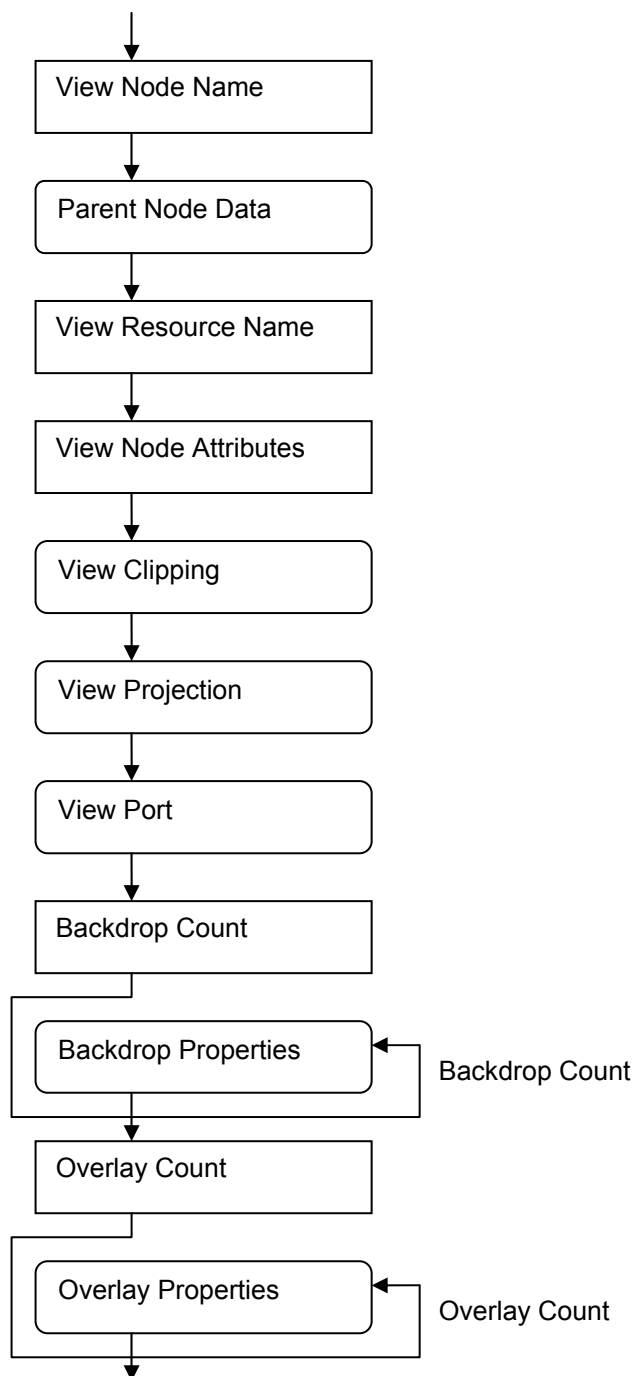 View Node Name
Parent Node Data
View Resource Name
View Node Attributes
View Clipping
View Projection
View Port
Backdrop Count
Backdrop Properties
Backdrop Count
Overlay Count
Overlay Properties
Overlay Count